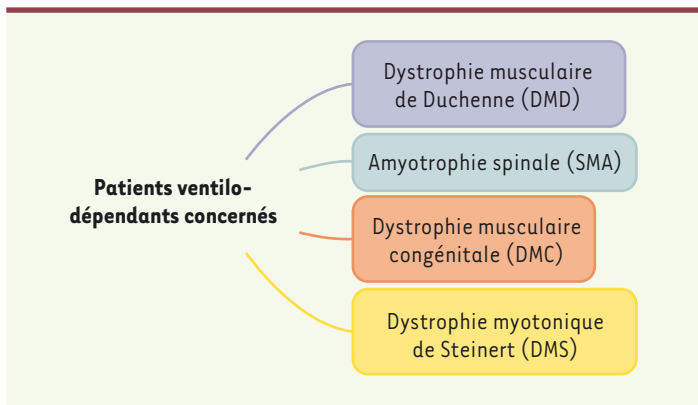 Patients ventilo-
dépendants concernés
Dystrophie musculaire
de Duchenne (DMD)
Amyotrophie spinale (SMA)
Dystrophie musculaire
congénitale (DMC)
Dystrophie myotonique
de Steinert (DMS)